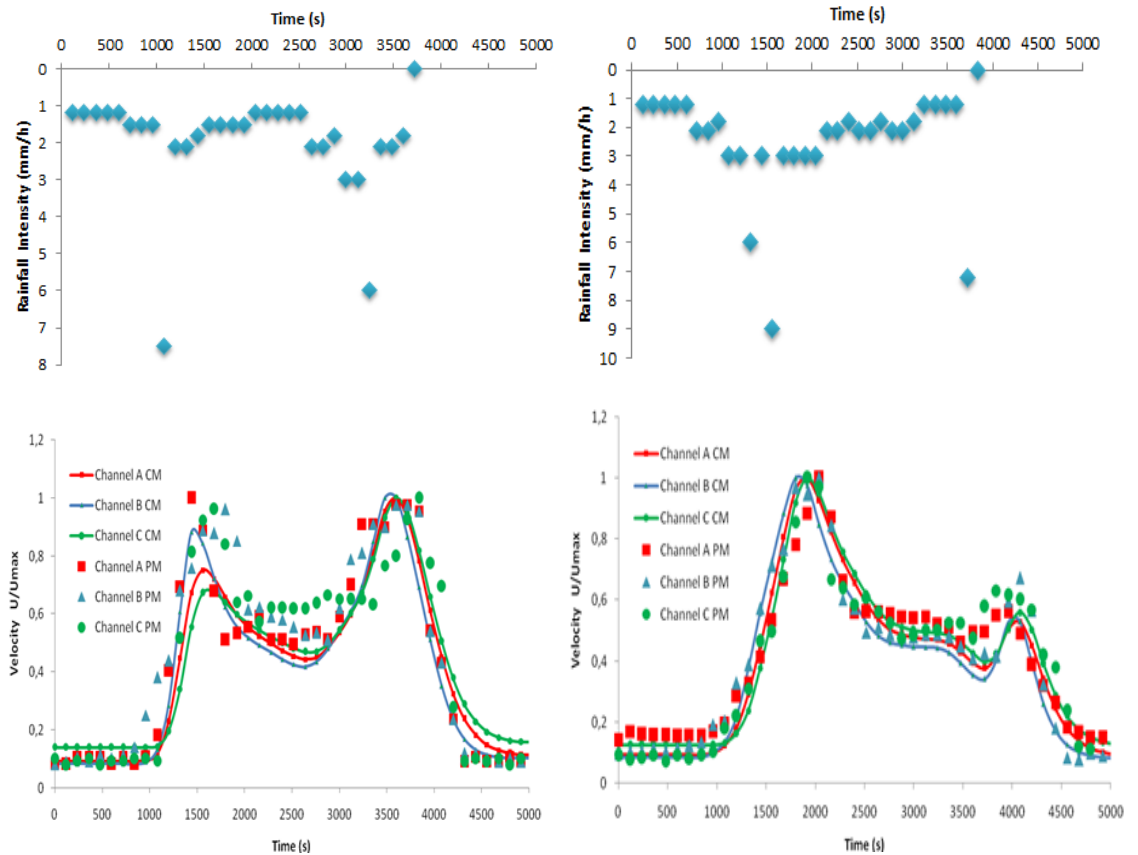 Time (s)
0 500 1000 1500 2000 2500 3000 3500 4000 4500 5000
Rainfall Intensity (mm/h)
0
1
2
3
4
5
6
7
8
Time (s)
0 500 1000 1500 2000 2500 3000 3500 4000 4500 5000
Rainfall Intensity (mm/h)
0
1
2
3
4
5
6
7
8
9
10
1,2
1
0,8
0,6
0,4
0,2
0
Velocity U/Umax
Channel A CM
Channel B CM
Channel C CM
Channel A PM
Channel B PM
Channel C PM
0 500 1000 1500 2000 2500 3000 3500 4000 4500 5000
Time (s)
1,2
1,0
0,8
0,6
0,4
0,2
0
Velocity U/Umax
Channel A CM
Channel B CM
Channel C CM
Channel A PM
Channel B PM
Channel C PM
0 500 1000 1500 2000 2500 3000 3500 4000 4500 5000
Time (s)